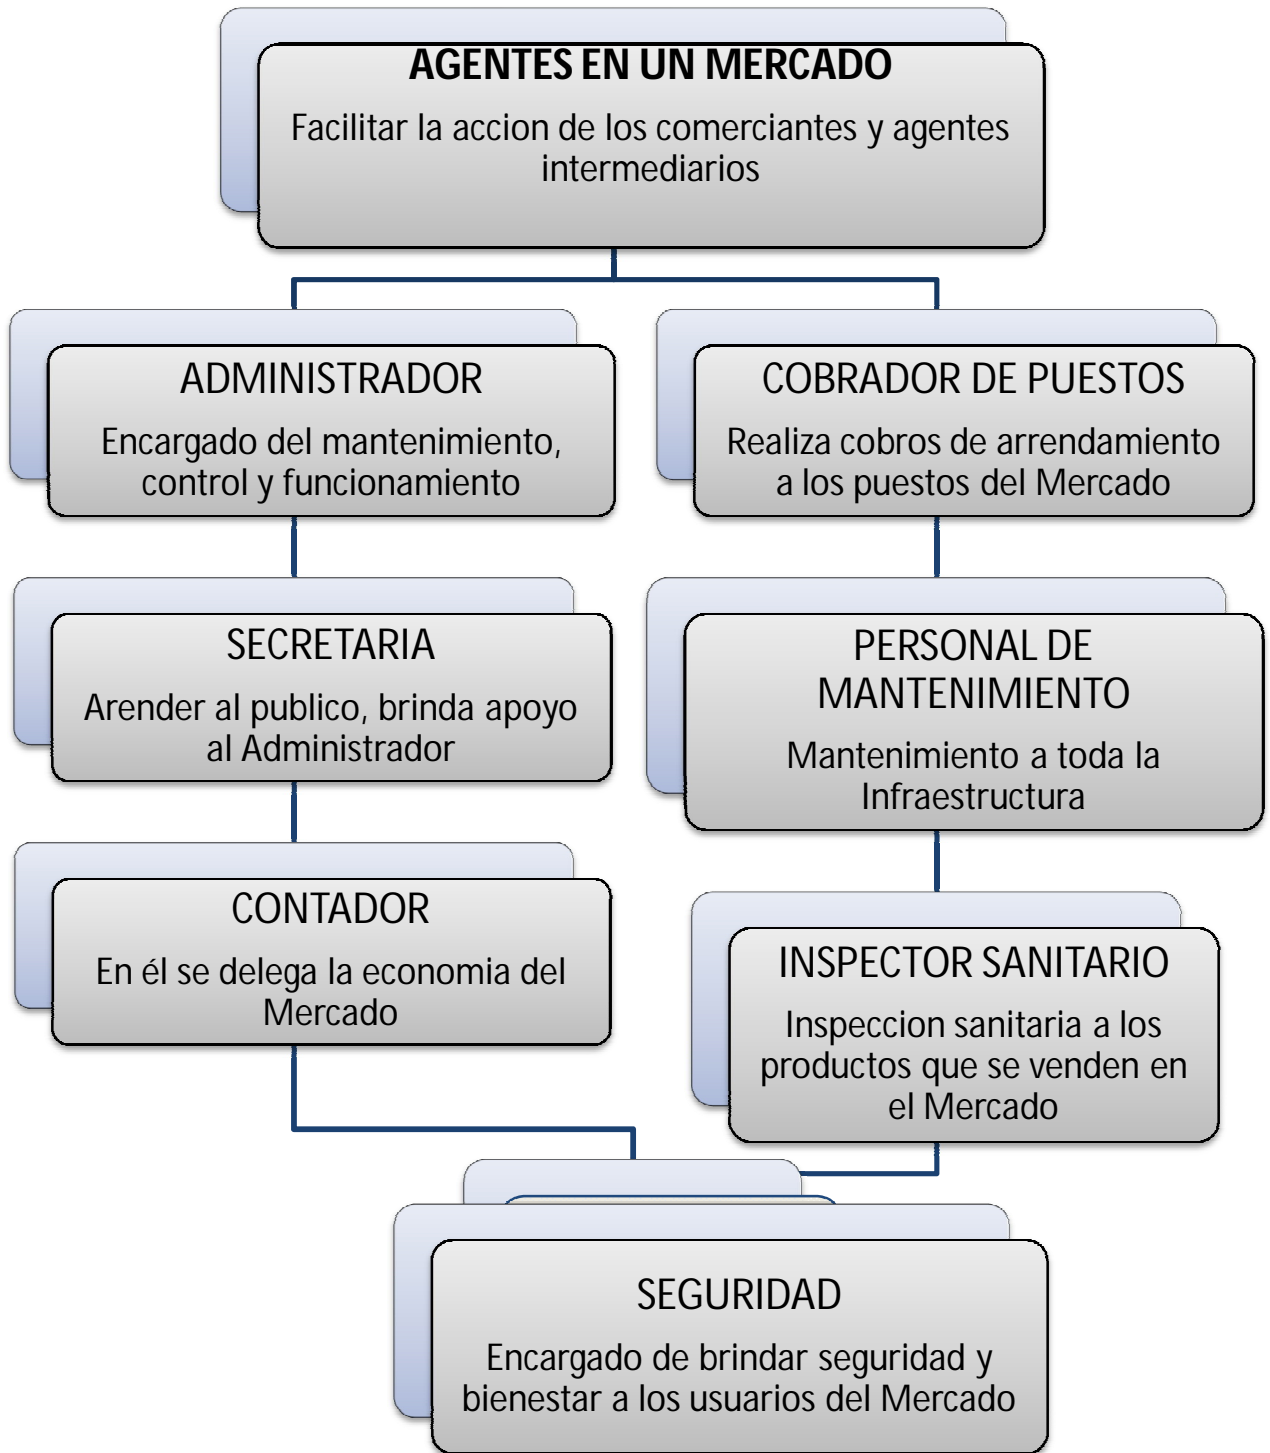 AGENTES EN UN MERCADO
Facilitar la accion de los comerciantes y agentes
intermediarios
ADMINISTRADOR
Encargado del mantenimiento,
control y funcionamiento
COBRADOR DE PUESTOS
Realiza cobros de arrendamiento
a los puestos del Mercado
SECRETARIA
Arender al publico, brinda apoyo
al Administrador
PERSONAL DE
MANTENIMIENTO
Mantenimiento a toda la
Infraestructura
CONTADOR
En él se delega la economia del
Mercado
INSPECTOR SANITARIO
Inspeccion sanitaria a los
productos que se venden en
el Mercado
SEGURIDAD
Encargado de brindar seguridad y
bienestar a los usuarios del Mercado